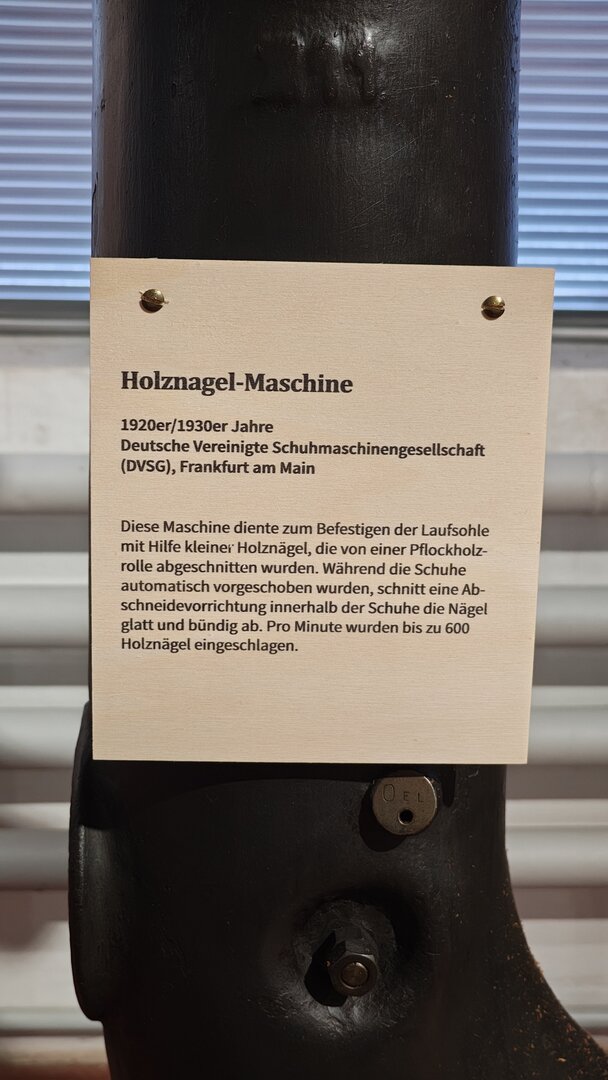 Holznagel-Maschine
1920er/1930er Jahre
Deutsche Vereinigte Schuhmaschinengesellschaft
(DVSG), Frankfurt am Main
Diese Maschine diente zum Befestigen der Laufsohle
mit Hilfe kleiner Holznägel, die von einer Pflockholz-
rolle abgeschnitten wurden. Während die Schuhe
automatisch vorgeschoben wurden, schnitt eine Ab-
schneidevorrichtung innerhalb der Schuhe die Nägel
glatt und bündig ab. Pro Minute wurden bis zu 600
Holznägel eingeschlagen.
OEL